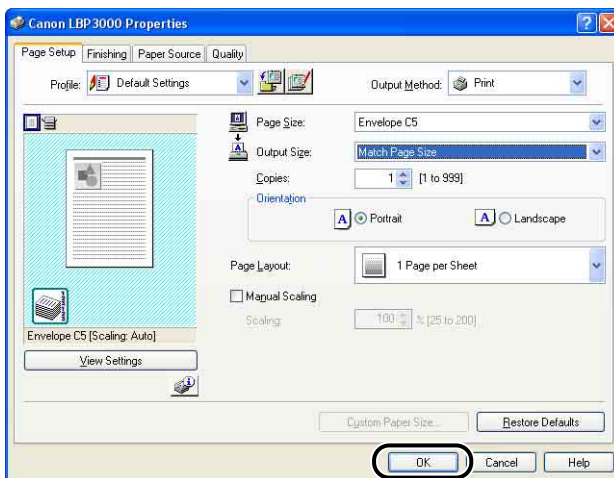 Canon LBP3000 Properties
Page Setup Finishing Paper Source Quality
Profile: Default Settings Output Method: Print
Page Size: Envelope C5
Output Size: Match Page Size
Copies: 1 [1 to 999]
Orientation
A Portrait A Landscape
Page Layout: 1 Page per Sheet
Manual Scaling
Scaling: 100 % [25 to 200]
Envelope C5 [Scaling: Auto]
View Settings
Custom Paper Size... Restore Defaults
OK Cancel Help